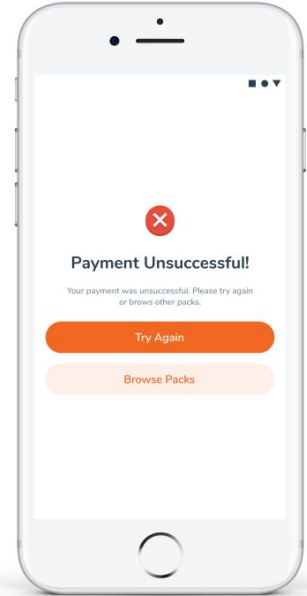 Payment Unsuccessful!
Your payment was unsuccessful. Please try again
or brows other packs.
Try Again
Browse Packs